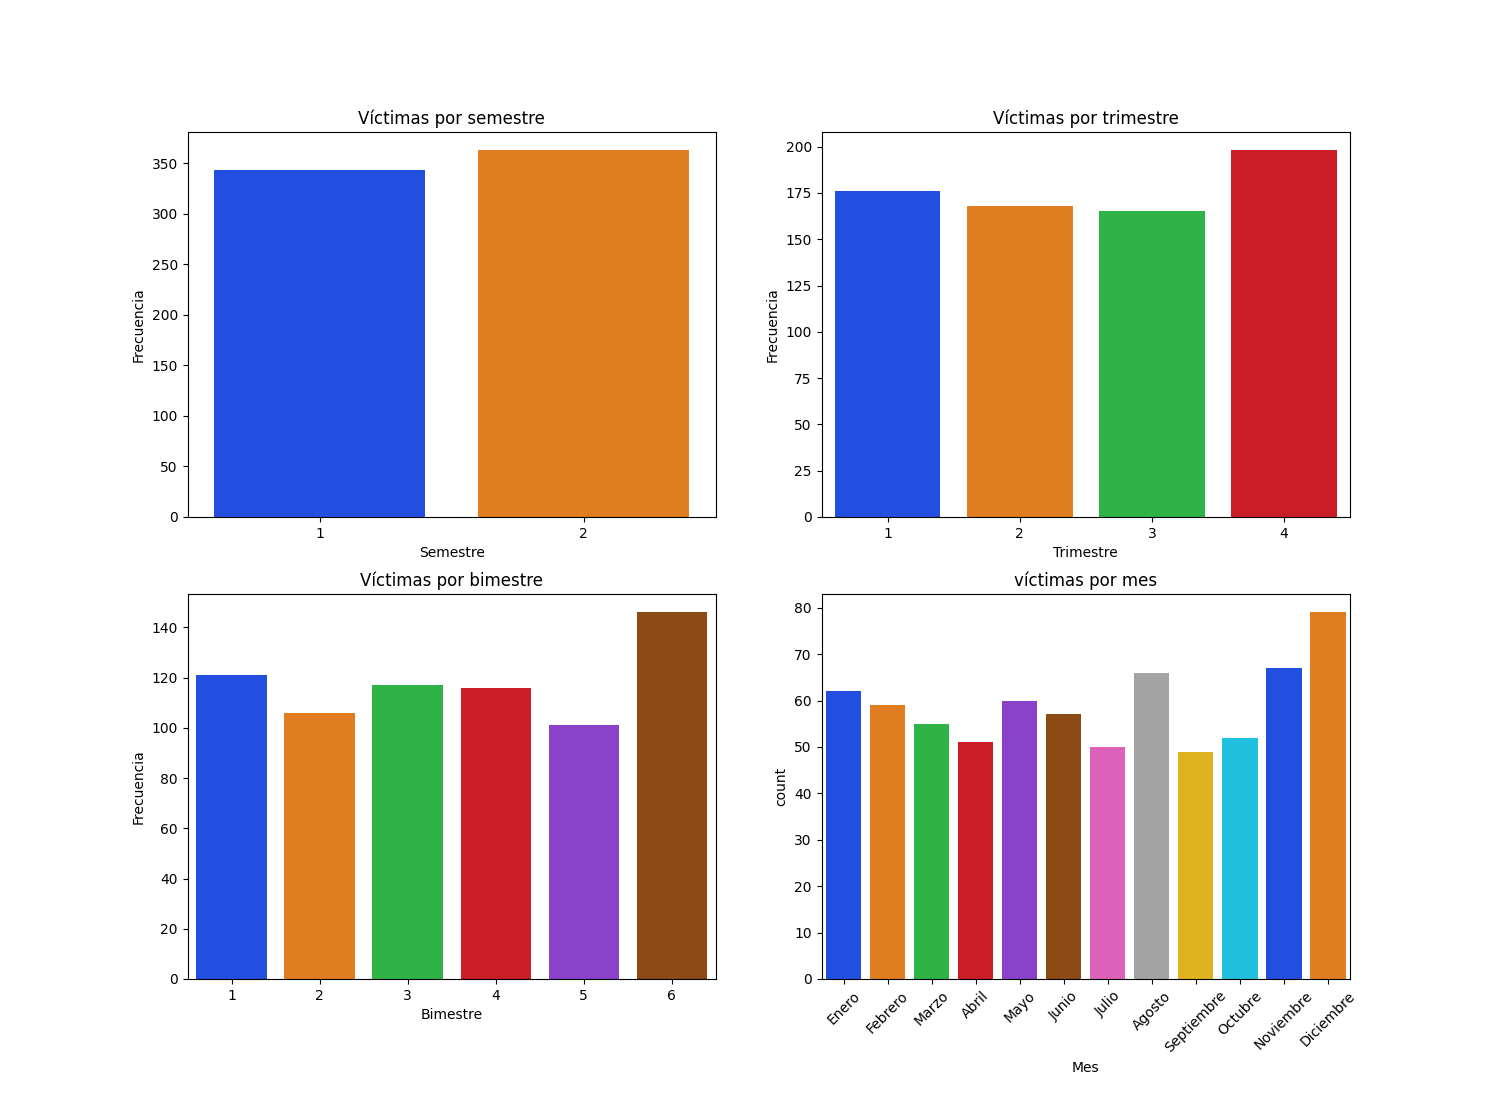 Víctimas por semestre
350
300
250
200
150
100
50
0
Frecuencia
1 2
Semestre
Víctimas por trimestre
200
175
150
125
100
75
50
25
0
Frecuencia
1 2 3 4
Trimestre
Víctimas por bimestre
140
120
100
80
60
40
20
0
Frecuencia
1 2 3 4 5 6
Bimestre
víctimas por mes
80
70
60
50
40
30
20
10
0
count
Enero Febrero Marzo Abril Mayo Junio Julio Agosto Septiembre Octubre Noviembre Diciembre
Mes